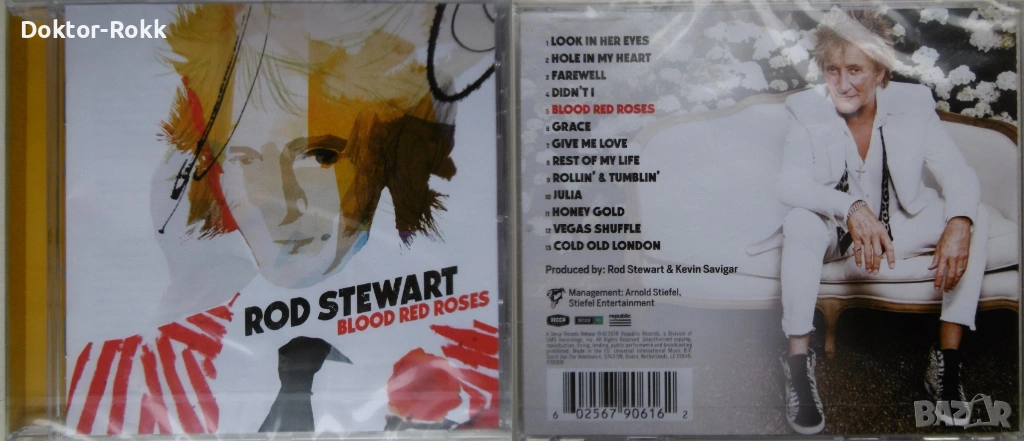 Doktor-Rokk
ROD STEWART
BLOOD RED ROSES
1 LOOK IN HER EYES
2 HOLE IN MY HEART
3 FAREWELL
4 DIDN'T I
5 BLOOD RED ROSES
6 GRACE
7 GIVE ME LOVE
8 REST OF MY LIFE
9 ROLLIN' & TUMBLIN'
10 JULIA
11 HONEY GOLD
12 VEGAS SHUFFLE
13 COLD OLD LONDON
Produced by: Rod Stewart & Kevin Savigar
Management: Arnold Stiefel,
Stiefel Entertainment
DECCA
republic
6 02567 90616 2
BAZAR